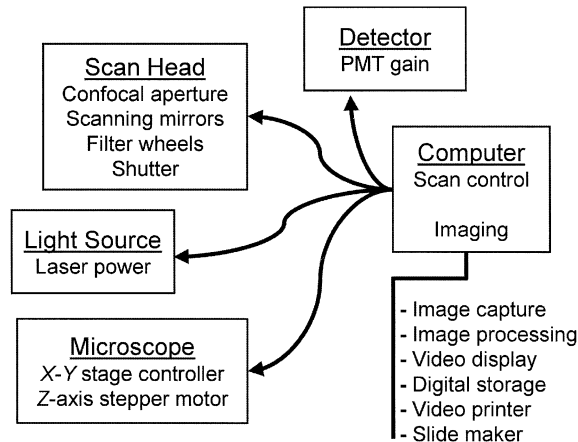 Detector
PMT gain
Scan Head
Confocal aperture
Scanning mirrors
Filter wheels
Shutter
Computer
Scan control
Imaging
Light Source
Laser power
Microscope
X-Y stage controller
Z-axis stepper motor
- Image capture
- Image processing
- Video display
- Digital storage
- Video printer
- Slide maker